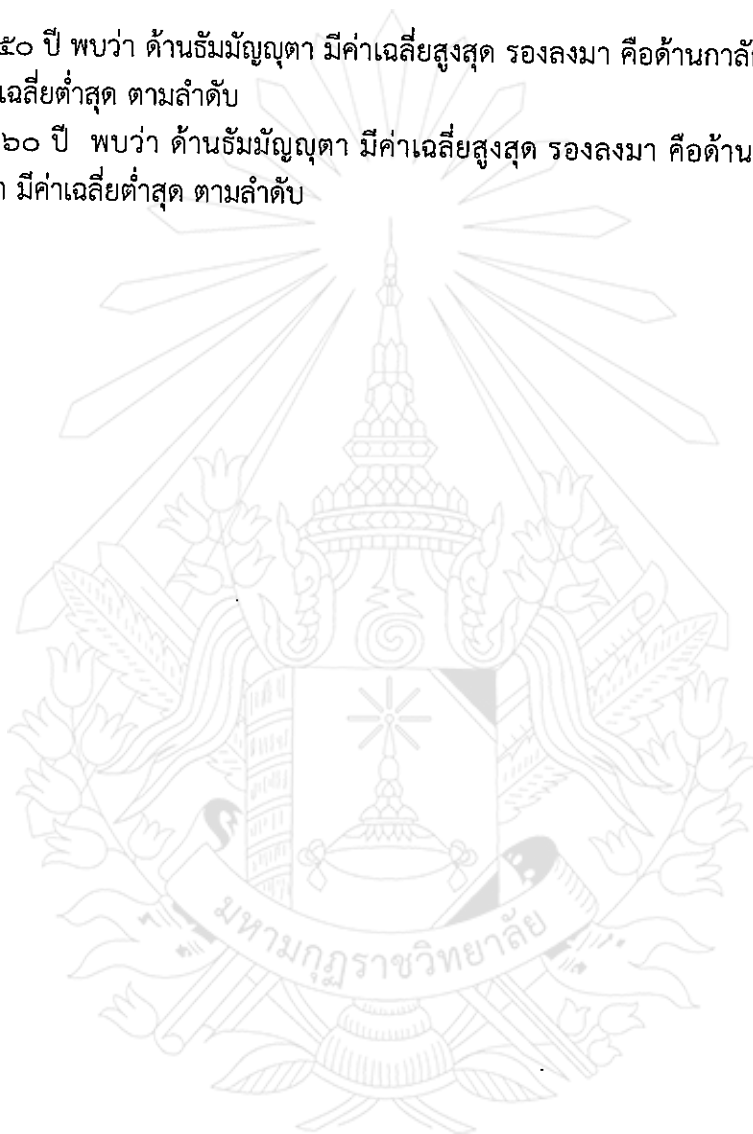 ๕๐ ปี พบว่า ด้านธัมมัญญุตา มีค่าเฉลี่ยสูงสุด รองลงมา คือด้านกาลั
เฉลี่ยต่ำสุด ตามลำดับ
๖๐ ปี พบว่า ด้านธัมมัญญุตา มีค่าเฉลี่ยสูงสุด รองลงมา คือด้าน
มีค่าเฉลี่ยต่ำสุด ตามลำดับ
มหามกุฏราชวิทยาลัย